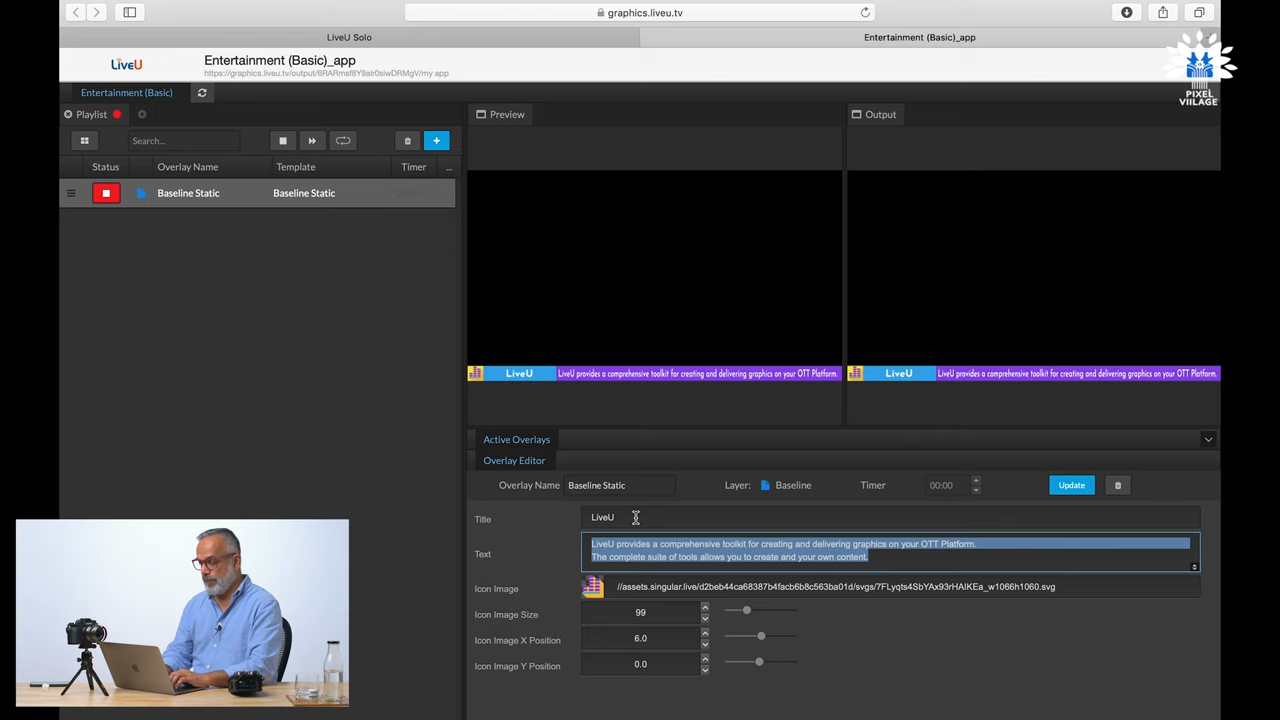 graphics.liveu.tv
LiveU Solo
Entertainment (Basic)_app
LiveU
Entertainment (Basic)_app
PIXEL
VIILAGE
Entertainment (Basic)
Playlist
Preview
Output
Search...
Status
Overlay Name
Template
Timer
...
Baseline Static
Baseline Static
LiveU
LiveU provides a comprehensive toolkit for creating and delivering graphics on your OTT Platform.
LiveU
LiveU provides a comprehensive toolkit for creating and delivering graphics on your OTT Platform.
Active Overlays
Overlay Editor
Overlay Name
Baseline Static
Layer:
Baseline
Timer
00:00
Update
Title
LiveU
Text
LiveU provides a comprehensive toolkit for creating and delivering graphics on your OTT Platform.
The complete suite of tools allows you to create and your own content.
Icon Image
Icon Image Size
99
Icon Image X Position
6.0
Icon Image Y Position
0.0